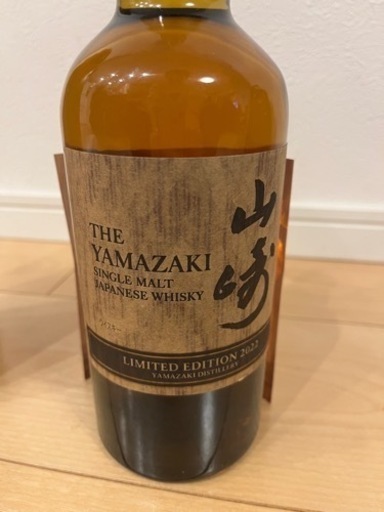 山崎
THE
YAMAZAKI
SINGLE MALT
JAPANESE WHISKY
LIMITED EDITION 2022
YAMAZAKI DISTILLERY